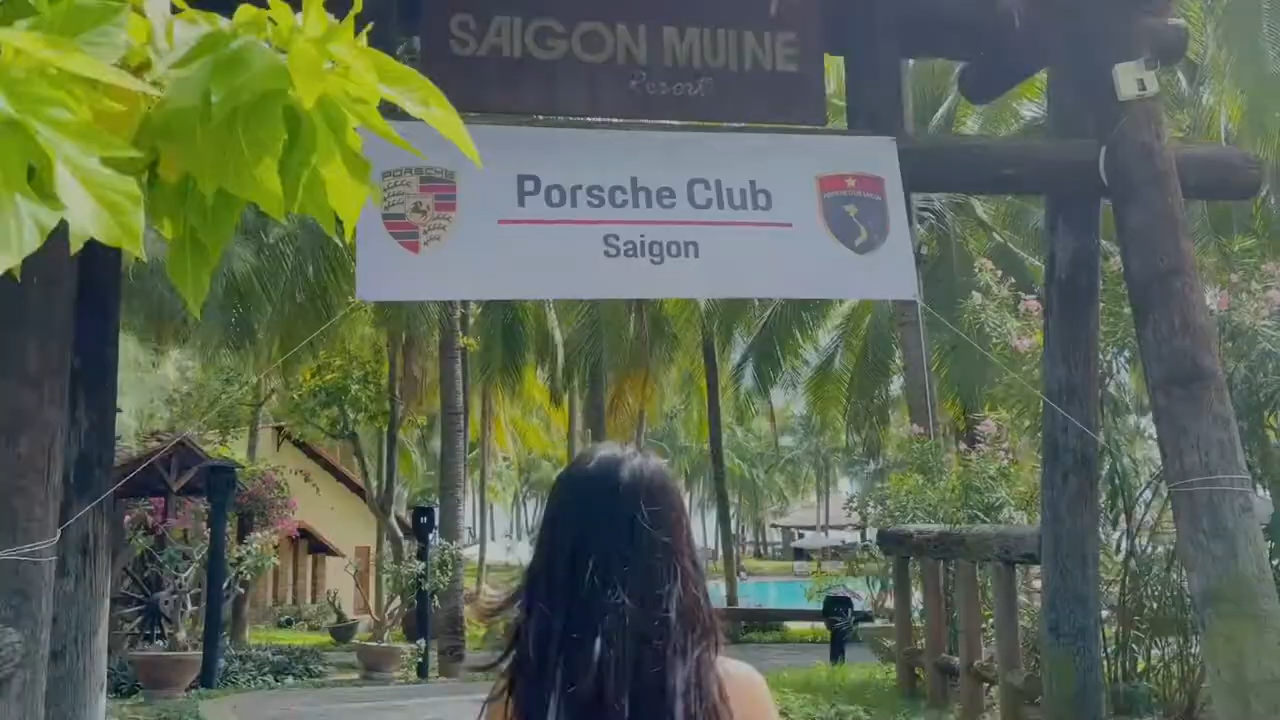 SAIGON MUINE
Resort
PORSCHE
Porsche Club
Saigon